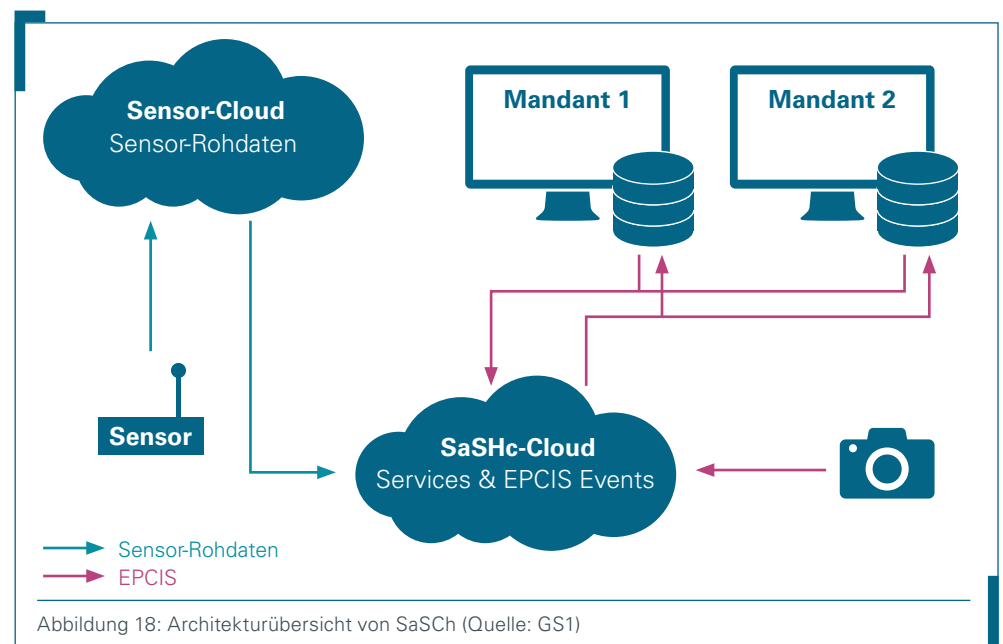 Sensor-Cloud
Sensor-Rohdaten
Mandant 1
Mandant 2
Sensor
SaSHc-Cloud
Services & EPCIS Events
Sensor-Rohdaten
EPCIS
Abbildung 18: Architekturübersicht von SaSCh (Quelle: GS1)